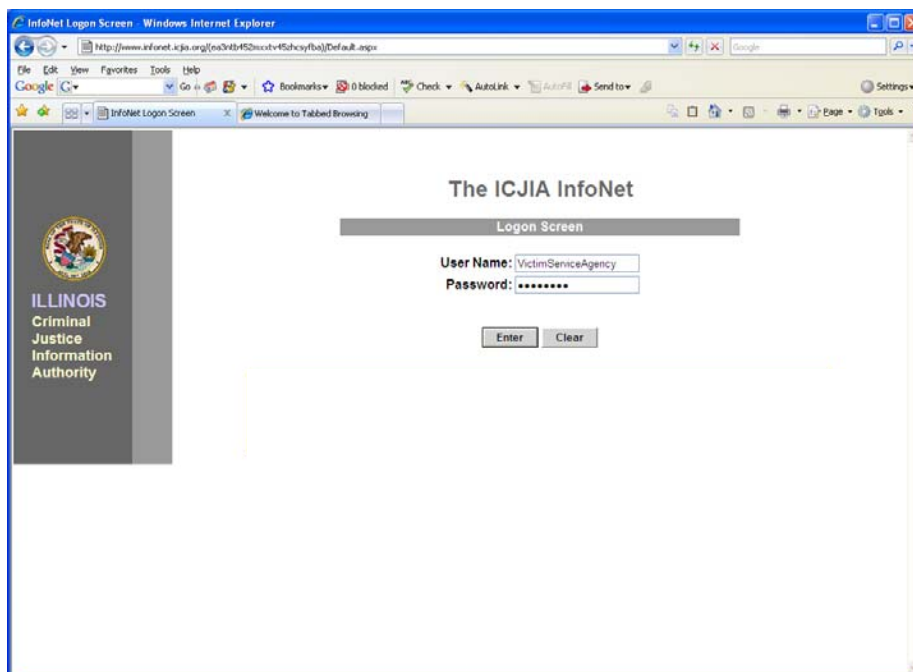 InfoNet Logon Screen - Windows Internet Explorer
Google
File Edit View Favorites Tools Help
Google G Go Bookmarks 0 blocked Check AutoLink AutoFill Send to Settings
InfoNet Logon Screen X Welcome to Tabbed Browsing Page Tools
The ICJIA InfoNet
Logon Screen
User Name: VictimServiceAgency
Password: ••••••••
Enter Clear
ILLINOIS
Criminal
Justice
Information
Authority